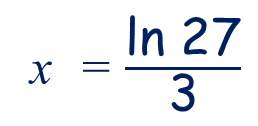 x = ln 27 / 3